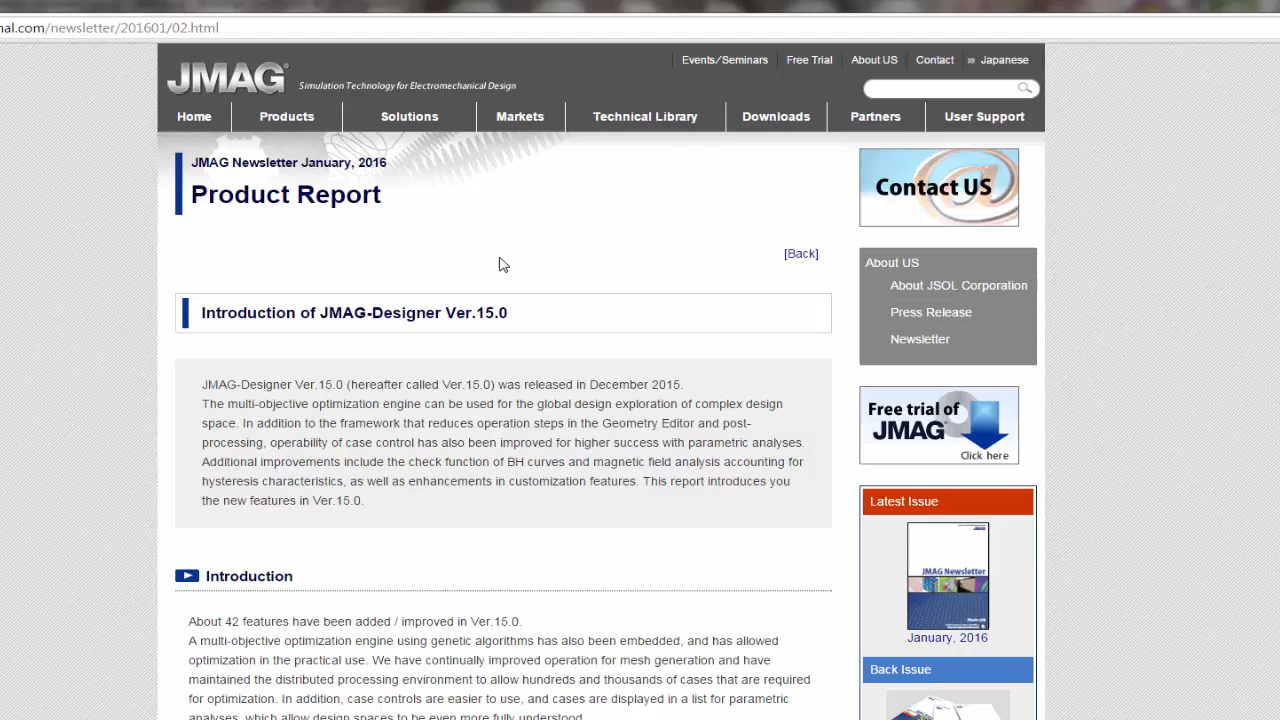 nal.com/newsletter/201601/02.html
Events/Seminars Free Trial About US Contact Japanese
JMAG® Simulation Technology for Electromechanical Design
Home Products Solutions Markets Technical Library Downloads Partners User Support
JMAG Newsletter January, 2016
Product Report
Contact US
[Back]
About US
About JSOL Corporation
Press Release
Newsletter
Introduction of JMAG-Designer Ver.15.0
JMAG-Designer Ver.15.0 (hereafter called Ver.15.0) was released in December 2015.
The multi-objective optimization engine can be used for the global design exploration of complex design
space. In addition to the framework that reduces operation steps in the Geometry Editor and post-
processing, operability of case control has also been improved for higher success with parametric analyses.
Additional improvements include the check function of BH curves and magnetic field analysis accounting for
hysteresis characteristics, as well as enhancements in customization features. This report introduces you
the new features in Ver.15.0.
Free trial of
JMAG
Click here
Latest Issue
JMAG Newsletter
January, 2016
Back Issue
Introduction
About 42 features have been added / improved in Ver.15.0.
A multi-objective optimization engine using genetic algorithms has also been embedded, and has allowed
optimization in the practical use. We have continually improved operation for mesh generation and have
maintained the distributed processing environment to allow hundreds and thousands of cases that are required
for optimization. In addition, case controls are easier to use, and cases are displayed in a list for parametric
analyses, which allow design spaces to be even more fully understood.